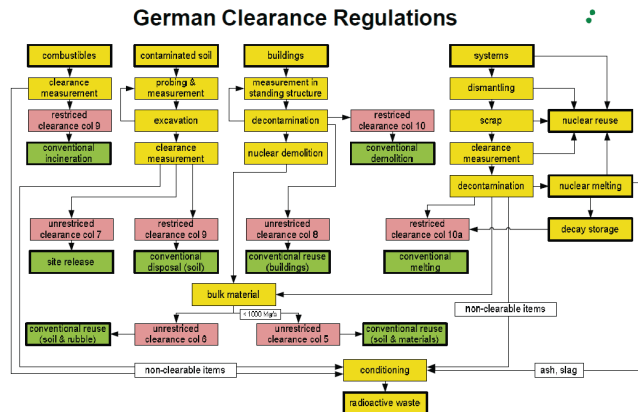 German Clearance Regulations
combustibles
contaminated soil
buildings
systems
clearance
measurement
probing &
measurement
measurement in
standing structure
dismantling
restriced
clearance col 9
excavation
decontamination
restriced
clearance col 10
scrap
nuclear reuse
conventional
incineration
clearance
measurement
nuclear demolition
conventional
demolition
clearance
measurement
decontamination
nuclear melting
unrestriced
clearance col 7
restriced
clearance col 9
unrestriced
clearance col 8
restriced
clearance col 10a
decay storage
site release
conventional
disposal (soil)
conventional reuse
(buildings)
conventional
melting
bulk material
<1000 Mg/a
non-clearable items
conventional reuse
(soil & rubble)
unrestriced
clearance col 6
unrestriced
clearance col 5
conventional reuse
(soil & materials)
non-clearable items
conditioning
ash, slag
radioactive waste